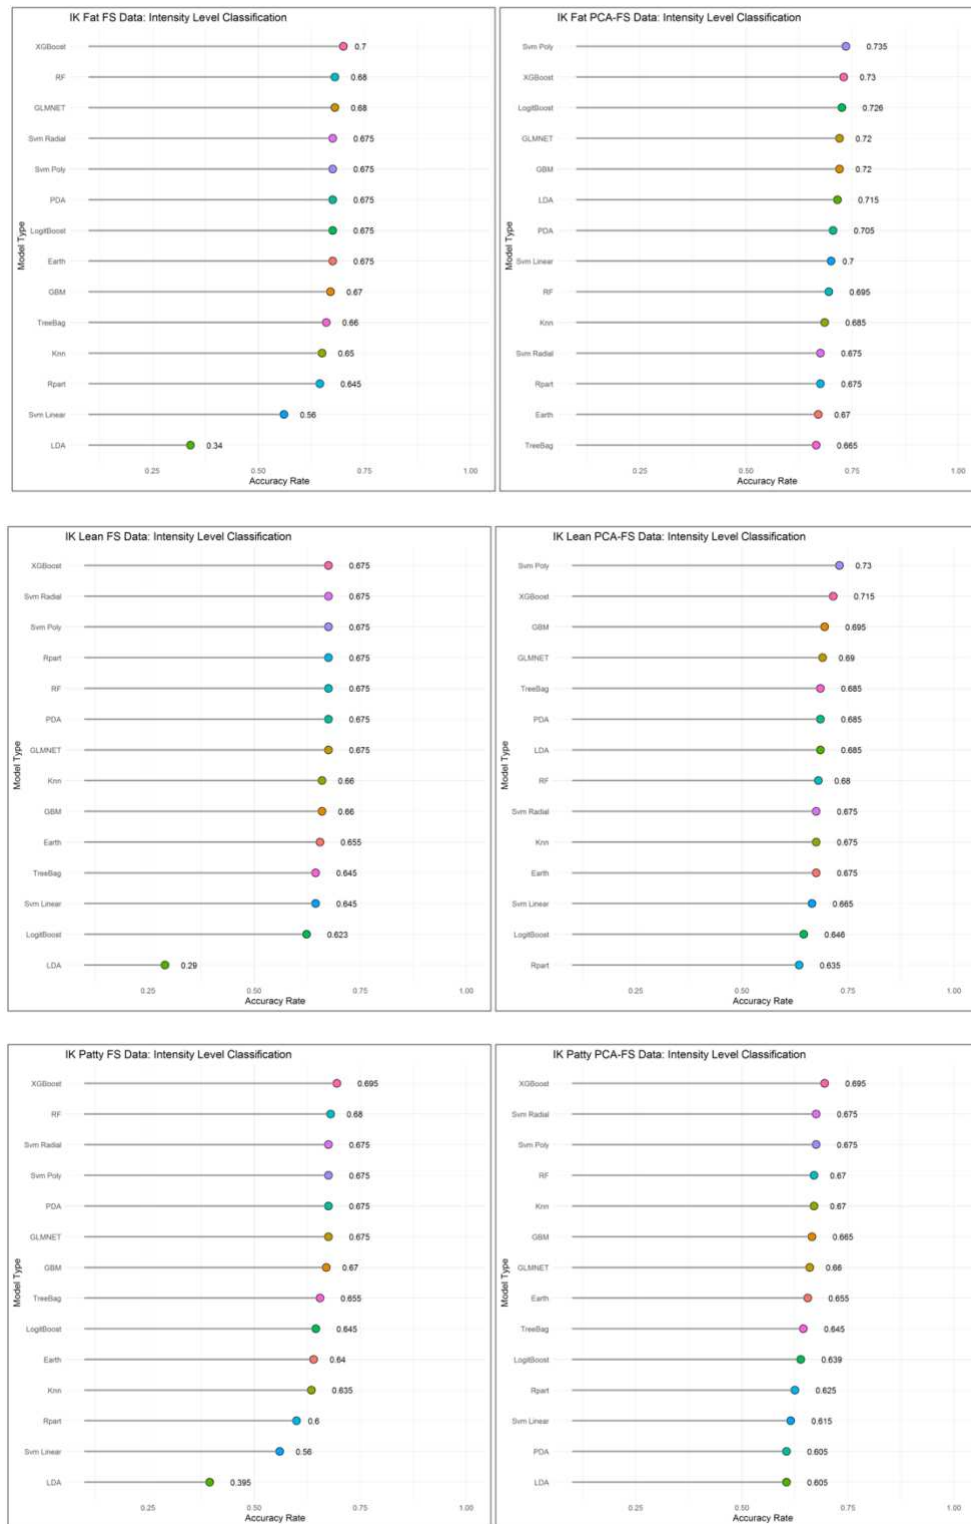 IK Fat FS Data: Intensity Level Classification
Model Type
XGBoost 0.7
RF 0.68
GLMNET 0.68
Svm Radial 0.675
Svm Poly 0.675
PDA 0.675
LogitBoost 0.675
Earth 0.675
GBM 0.67
TreeBag 0.66
Knn 0.65
Rpart 0.645
Svm Linear 0.56
LDA 0.34
0.25 0.50 0.75 1.00
Accuracy Rate
IK Fat PCA-FS Data: Intensity Level Classification
Model Type
Svm Poly 0.735
XGBoost 0.73
LogitBoost 0.726
GLMNET 0.72
GBM 0.72
LDA 0.715
PDA 0.705
Svm Linear 0.7
RF 0.695
Knn 0.685
Svm Radial 0.675
Rpart 0.675
Earth 0.67
TreeBag 0.665
0.25 0.50 0.75 1.00
Accuracy Rate
IK Lean FS Data: Intensity Level Classification
Model Type
XGBoost 0.675
Svm Radial 0.675
Svm Poly 0.675
Rpart 0.675
RF 0.675
PDA 0.675
GLMNET 0.675
Knn 0.66
GBM 0.66
Earth 0.655
TreeBag 0.645
Svm Linear 0.645
LogitBoost 0.623
LDA 0.29
0.25 0.50 0.75 1.00
Accuracy Rate
IK Lean PCA-FS Data: Intensity Level Classification
Model Type
Svm Poly 0.73
XGBoost 0.715
GBM 0.695
GLMNET 0.69
TreeBag 0.685
PDA 0.685
LDA 0.685
RF 0.68
Svm Radial 0.675
Knn 0.675
Earth 0.675
Svm Linear 0.665
LogitBoost 0.646
Rpart 0.635
0.25 0.50 0.75 1.00
Accuracy Rate
IK Patty FS Data: Intensity Level Classification
Model Type
XGBoost 0.695
RF 0.68
Svm Radial 0.675
Svm Poly 0.675
PDA 0.675
GLMNET 0.675
GBM 0.67
TreeBag 0.655
LogitBoost 0.645
Earth 0.64
Knn 0.635
Rpart 0.6
Svm Linear 0.56
LDA 0.395
0.25 0.50 0.75 1.00
Accuracy Rate
IK Patty PCA-FS Data: Intensity Level Classification
Model Type
XGBoost 0.695
Svm Radial 0.675
Svm Poly 0.675
RF 0.67
Knn 0.67
GBM 0.665
GLMNET 0.66
Earth 0.655
TreeBag 0.645
LogitBoost 0.639
Rpart 0.625
Svm Linear 0.615
PDA 0.605
LDA 0.605
0.25 0.50 0.75 1.00
Accuracy Rate